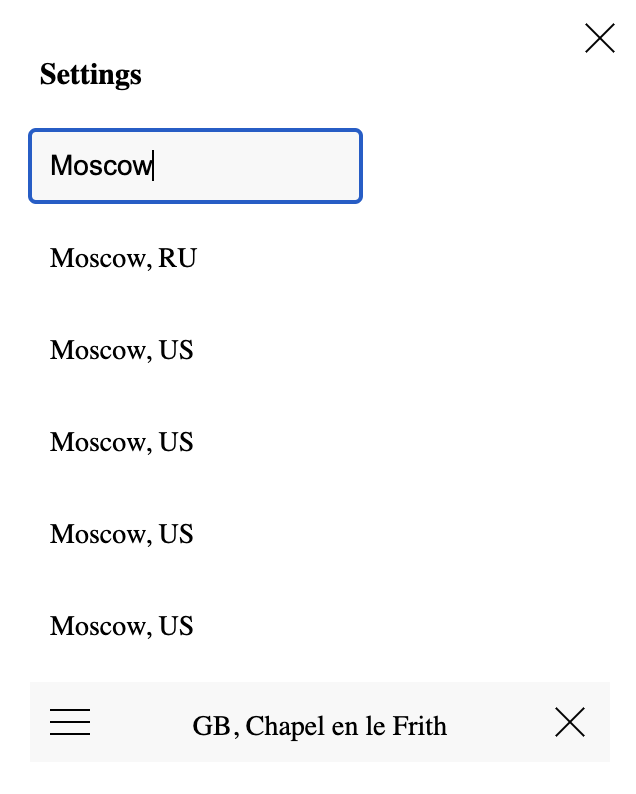 Settings
Moscow
Moscow, RU
Moscow, US
Moscow, US
Moscow, US
Moscow, US
GB, Chapel en le Frith